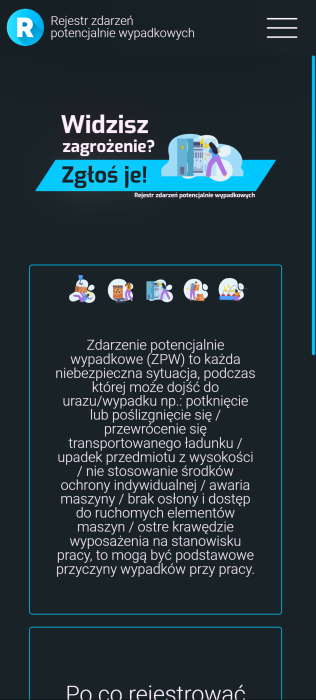 R
Rejestr zdarzeń
potencjalnie wypadkowych
Widzisz
zagrożenie?
Zgłoś je!
Rejestr zdarzeń potencjalnie wypadkowych
Zdarzenie potencjalnie
wypadkowe (ZPW) to każda
niebezpieczna sytuacja, podczas
której może dojść do
urazu/wypadku np.: potknięcie
lub poślizgnięcie się /
przewrócenie się
transportowanego ładunku /
upadek przedmiotu z wysokości
/ nie stosowanie środków
ochrony indywidualnej / awaria
maszyny / brak osłony i dostęp
do ruchomych elementów
maszyn / ostre krawędzie
wyposażenia na stanowisku
pracy, to mogą być podstawowe
przyczyny wypadków przy pracy.
Po co rejestrować